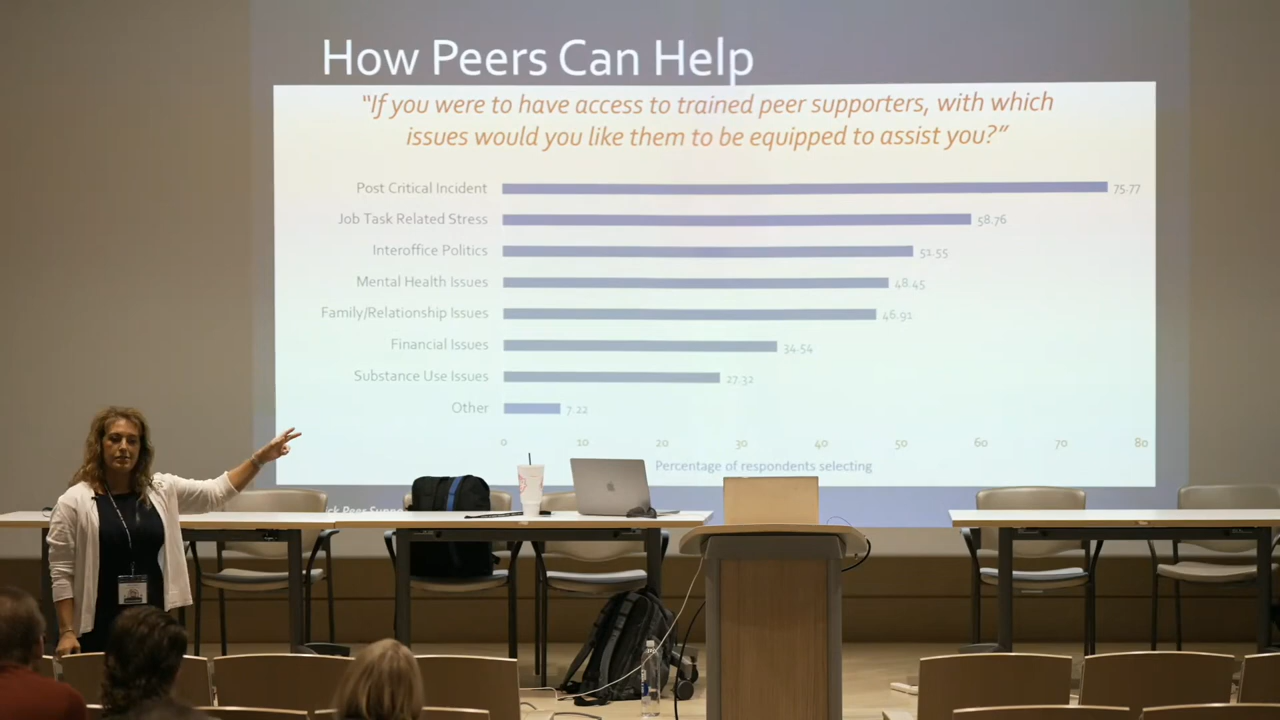 How Peers Can Help
“If you were to have access to trained peer supporters, with which
issues would you like them to be equipped to assist you?”
Post Critical Incident 75.77
Job Task Related Stress 58.76
Interoffice Politics 51.55
Mental Health Issues 48.45
Family/Relationship Issues 46.91
Financial Issues 34.54
Substance Use Issues 27.32
Other 7.22
0 10 20 30 40 50 60 70 80
Percentage of respondents selecting
Peer